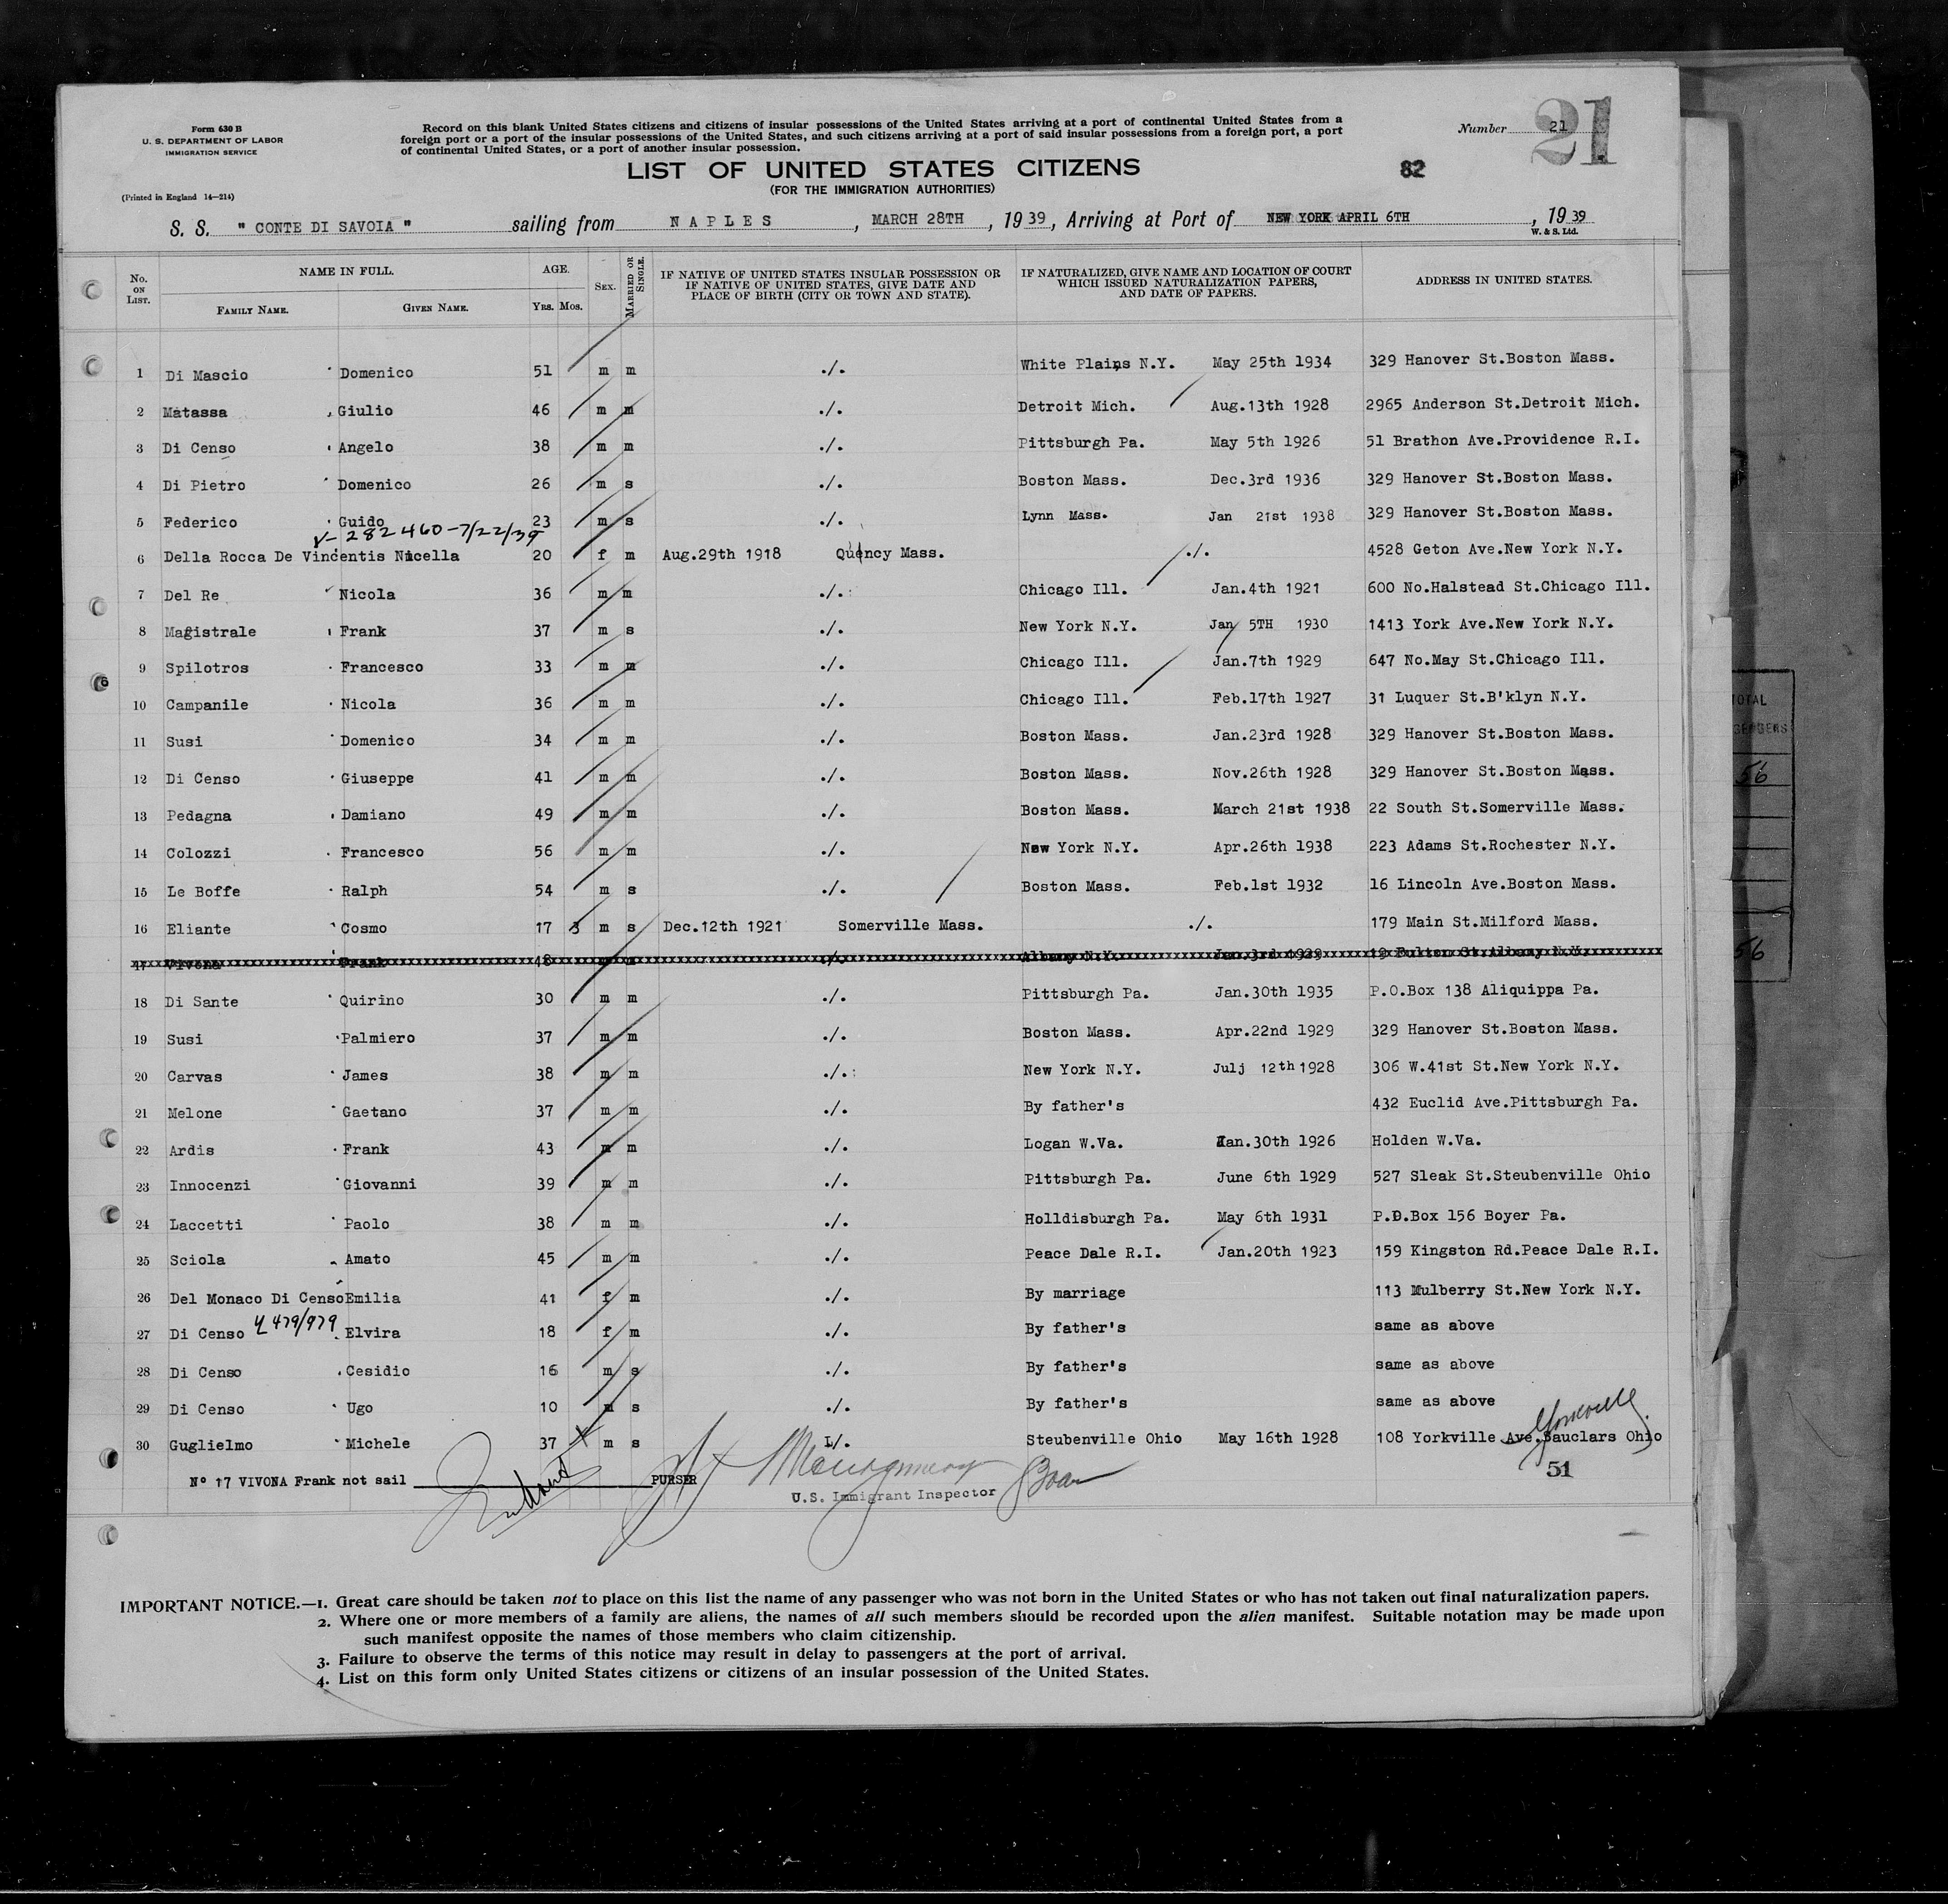 Form 630 B
U. S. DEPARTMENT OF LABOR
IMMIGRATION SERVICE
(Printed in England 14—214)
Record on this blank United States citizens and citizens of insular possessions of the United States arriving at a port of continental United States from a
foreign port or a port of the insular possessions of the United States, and such citizens arriving at a port of said insular possessions from a foreign port, a port
of continental United States, or a port of another insular possession.
Number 21
21
LIST OF UNITED STATES CITIZENS
82
(FOR THE IMMIGRATION AUTHORITIES)
S. S. " CONTE DI SAVOIA " sailing from NAPLES, MARCH 28TH, 1939, Arriving at Port of NEW YORK APRIL 6TH, 1939
W. & S. Ltd.
No. ON LIST. NAME IN FULL. FAMILY NAME. GIVEN NAME. AGE. YRS. MOS. SEX. MARRIED OR SINGLE. IF NATIVE OF UNITED STATES INSULAR POSSESSION OR IF NATIVE OF UNITED STATES, GIVE DATE AND PLACE OF BIRTH (CITY OR TOWN AND STATE). IF NATURALIZED, GIVE NAME AND LOCATION OF COURT WHICH ISSUED NATURALIZATION PAPERS, AND DATE OF PAPERS. ADDRESS IN UNITED STATES.
1 Di Mascio Domenico 51 m m ./. White Plains N.Y. May 25th 1934 329 Hanover St.Boston Mass.
2 Matassa Giulio 46 m m ./. Detroit Mich. Aug.13th 1928 2965 Anderson St.Detroit Mich.
3 Di Censo Angelo 38 m m ./. Pittsburgh Pa. May 5th 1926 51 Brathon Ave.Providence R.I.
4 Di Pietro Domenico 26 m s ./. Boston Mass. Dec.3rd 1936 329 Hanover St.Boston Mass.
5 Federico Guido 23 m s ./. Lynn Mass. Jan 21st 1938 329 Hanover St.Boston Mass.
V-282460-7/22/39
6 Della Rocca De Vincentis Nicella 20 f m Aug.29th 1918 Quency Mass. ./. 4528 Geton Ave.New York N.Y.
7 Del Re Nicola 36 m m ./. Chicago Ill. Jan.4th 1921 600 No.Halstead St.Chicago Ill.
8 Magistrale Frank 37 m s ./. New York N.Y. Jan 5TH 1930 1413 York Ave.New York N.Y.
9 Spilotros Francesco 33 m m ./. Chicago Ill. Jan.7th 1929 647 No.May St.Chicago Ill.
10 Campanile Nicola 36 m m ./. Chicago Ill. Feb.17th 1927 31 Luquer St.B'klyn N.Y.
11 Susi Domenico 34 m m ./. Boston Mass. Jan.23rd 1928 329 Hanover St.Boston Mass.
12 Di Censo Giuseppe 41 m m ./. Boston Mass. Nov.26th 1928 329 Hanover St.Boston Mass.
13 Pedagna Damiano 49 m m ./. Boston Mass. March 21st 1938 22 South St.Somerville Mass.
14 Colozzi Francesco 56 m m ./. New York N.Y. Apr.26th 1938 223 Adams St.Rochester N.Y.
15 Le Boffe Ralph 54 m s ./. Boston Mass. Feb.1st 1932 16 Lincoln Ave.Boston Mass.
16 Eliante Cosmo 17 3 m s Dec.12th 1921 Somerville Mass. ./. 179 Main St.Milford Mass.
17 Vivona Frank 48 m m ./. Albany N.Y. Jan.3rd 1929 19 Fulton St.Albany N.Y.
18 Di Sante Quirino 30 m m ./. Pittsburgh Pa. Jan.30th 1935 P.O.Box 138 Aliquippa Pa.
19 Susi Palmiero 37 m m ./. Boston Mass. Apr.22nd 1929 329 Hanover St.Boston Mass.
20 Carvas James 38 m m ./. New York N.Y. Julj 12th 1928 306 W.41st St.New York N.Y.
21 Melone Gaetano 37 m m ./. By father's 432 Euclid Ave.Pittsburgh Pa.
22 Ardis Frank 43 m m ./. Logan W.Va. Jan.30th 1926 Holden W.Va.
23 Innocenzi Giovanni 39 m m ./. Pittsburgh Pa. June 6th 1929 527 Sleak St.Steubenville Ohio
24 Laccetti Paolo 38 m m ./. Holldisburgh Pa. May 6th 1931 P.O.Box 156 Boyer Pa.
25 Sciola Amato 45 m m ./. Peace Dale R.I. Jan.20th 1923 159 Kingston Rd.Peace Dale R.I.
26 Del Monaco Di Censo Emilia 41 f m ./. By marriage 113 Mulberry St.New York N.Y.
27 Di Censo 479/979 Elvira 18 f m ./. By father's same as above
28 Di Censo Cesidio 16 m s ./. By father's same as above
29 Di Censo Ugo 10 m s ./. By father's same as above
Yorkville
30 Guglielmo Michele 37 m s ./. Steubenville Ohio May 16th 1928 108 Yorkville Ave.Bauclars Ohio
51
N° 17 VIVONA Frank not sail PURSER
U.S. Immigrant Inspector
IMPORTANT NOTICE.—1. Great care should be taken not to place on this list the name of any passenger who was not born in the United States or who has not taken out final naturalization papers.
2. Where one or more members of a family are aliens, the names of all such members should be recorded upon the alien manifest. Suitable notation may be made upon
such manifest opposite the names of those members who claim citizenship.
3. Failure to observe the terms of this notice may result in delay to passengers at the port of arrival.
4. List on this form only United States citizens or citizens of an insular possession of the United States.
56
56